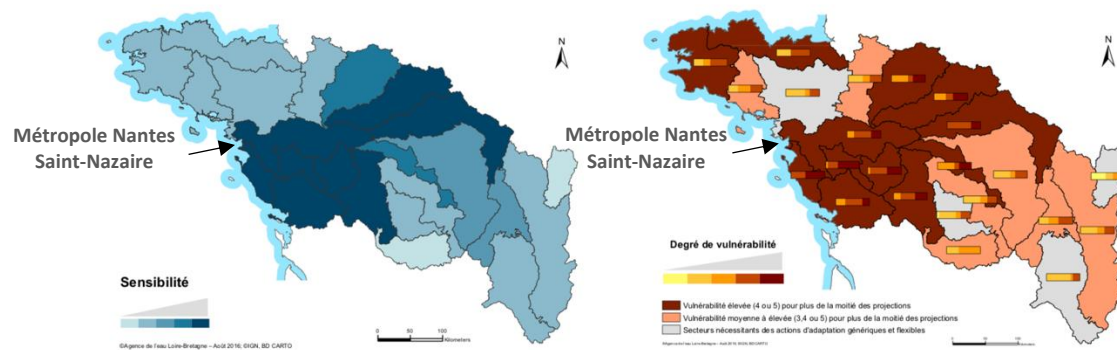 Métropole Nantes
Saint-Nazaire
Sensibilité
0
50
100
Kilometers
©Agence de l'eau Loire-Bretagne - Août 2016, ©IGN, BD CARTO
N
Métropole Nantes
Saint-Nazaire
Degré de vulnérabilité
Vulnérabilité élevée (4 ou 5) pour plus de la moitié des projections
Vulnérabilité moyenne à élevée (3,4 ou 5) pour plus de la moitié des projections
Secteurs nécessitants des actions d'adaptation génériques et flexibles
N